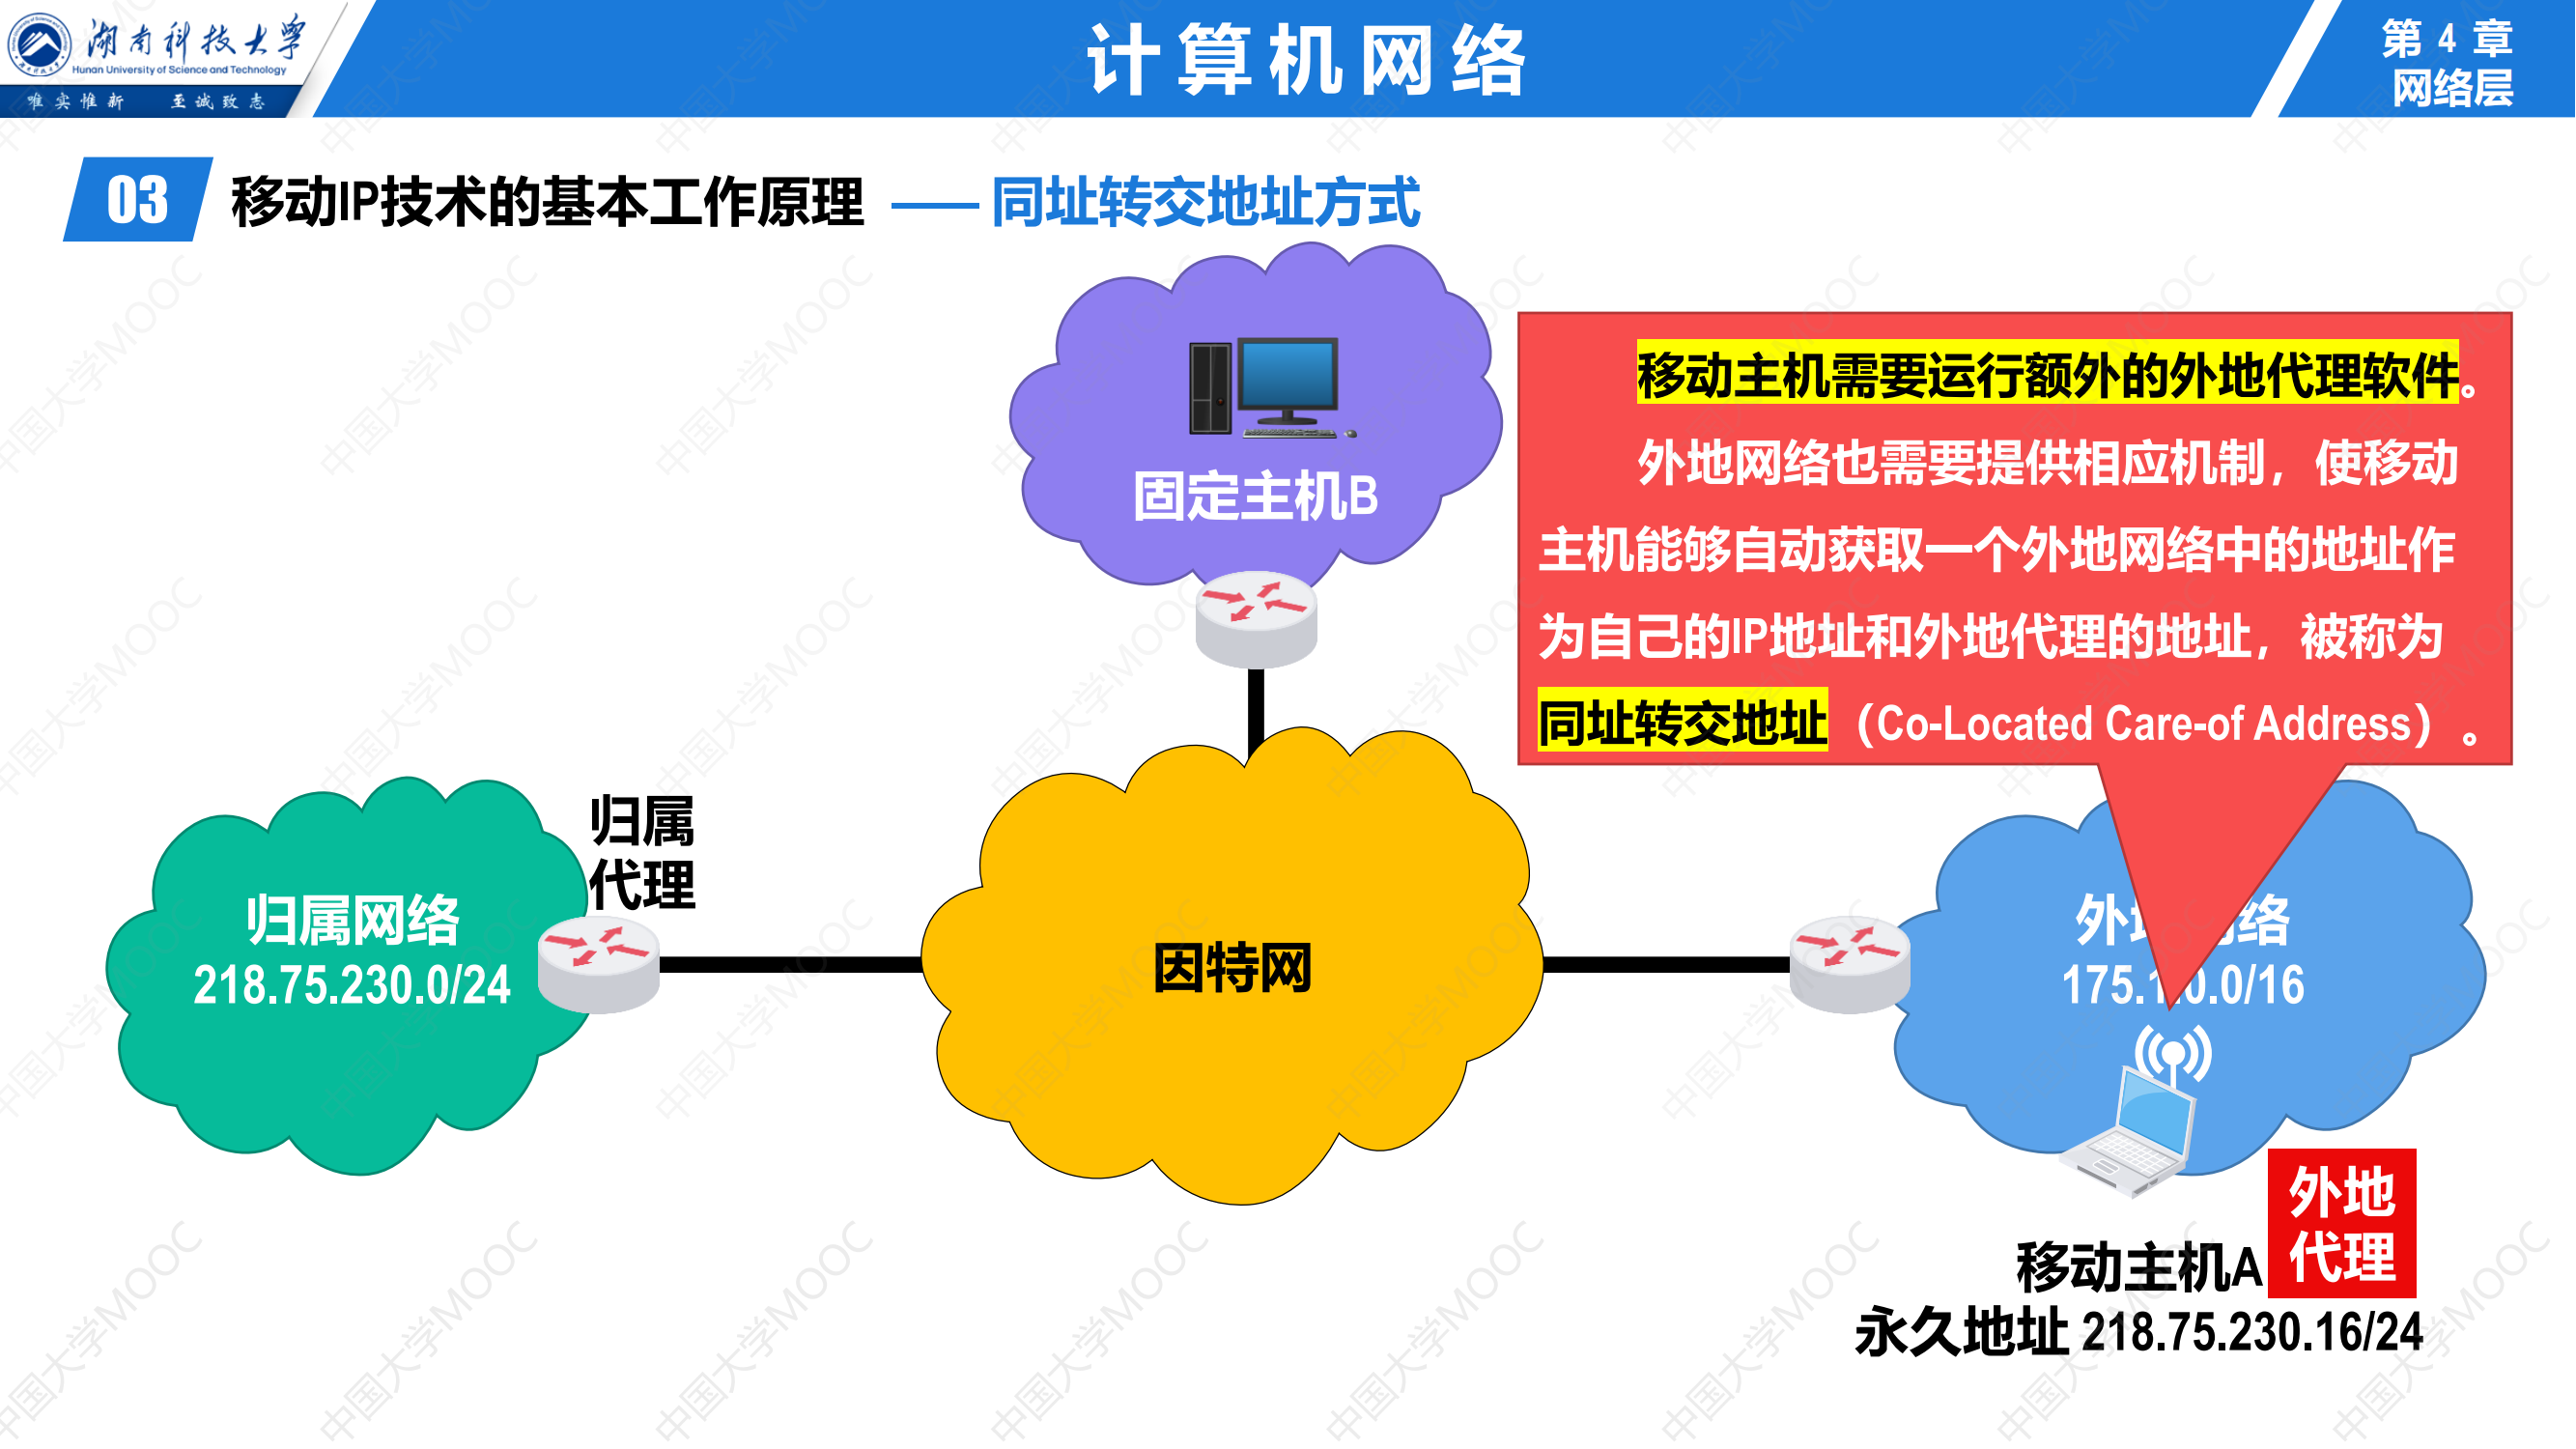 湖南科技大学
Hunan University of Science and Technology
唯实惟新 至诚致志
计算机网络
第 4 章
网络层
03 移动IP技术的基本工作原理 —— 同址转交地址方式
移动主机需要运行额外的外地代理软件。
外地网络也需要提供相应机制，使移动
主机能够自动获取一个外地网络中的地址作
为自己的IP地址和外地代理的地址，被称为
同址转交地址（Co-Located Care-of Address）。
固定主机B
归属
代理
归属网络
218.75.230.0/24
因特网
外地网络
175.1.0.0/16
外地
代理
移动主机A
永久地址 218.75.230.16/24
中国大学MOOC